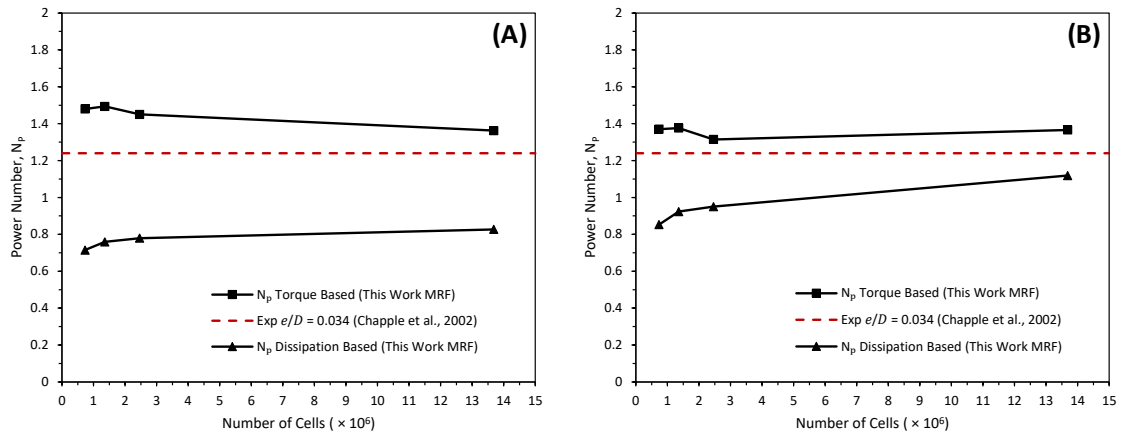 (A)
Power Number, Nₚ
2
1.8
1.6
1.4
1.2
1
0.8
0.6
0.4
0.2
0
Nₚ Torque Based (This Work MRF)
Exp e/D = 0.034 (Chapple et al., 2002)
Nₚ Dissipation Based (This Work MRF)
0 1 2 3 4 5 6 7 8 9 10 11 12 13 14 15
Number of Cells ( × 10⁶)
(B)
Power Number, Nₚ
2
1.8
1.6
1.4
1.2
1
0.8
0.6
0.4
0.2
0
Nₚ Torque Based (This Work MRF)
Exp e/D = 0.034 (Chapple et al., 2002)
Nₚ Dissipation Based (This Work MRF)
0 1 2 3 4 5 6 7 8 9 10 11 12 13 14 15
Number of Cells ( × 10⁶)